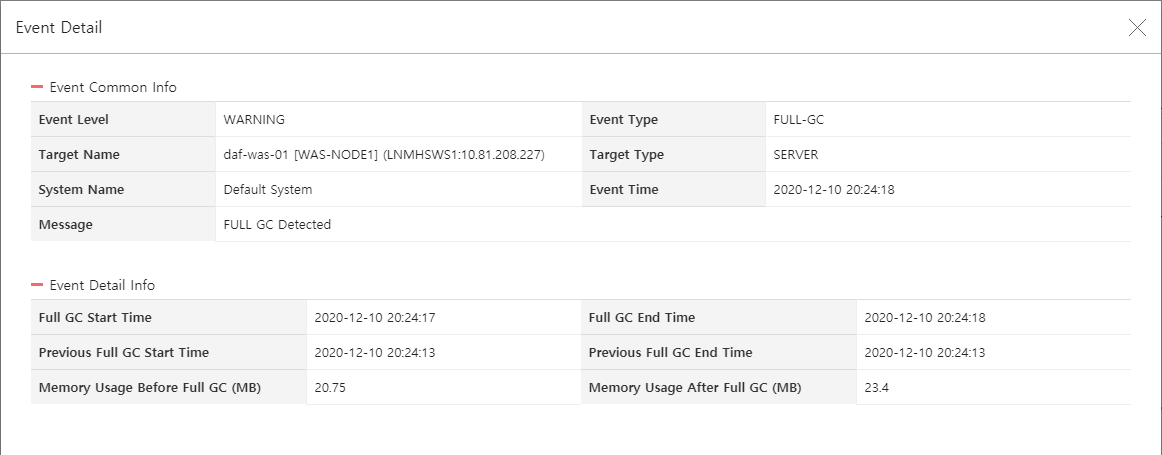 Event Detail
Event Common Info
Event Level WARNING Event Type FULL-GC
Target Name daf-was-01 [WAS-NODE1] (LNMHSWS1:10.81.208.227) Target Type SERVER
System Name Default System Event Time 2020-12-10 20:24:18
Message FULL GC Detected
Event Detail Info
Full GC Start Time 2020-12-10 20:24:17 Full GC End Time 2020-12-10 20:24:18
Previous Full GC Start Time 2020-12-10 20:24:13 Previous Full GC End Time 2020-12-10 20:24:13
Memory Usage Before Full GC (MB) 20.75 Memory Usage After Full GC (MB) 23.4